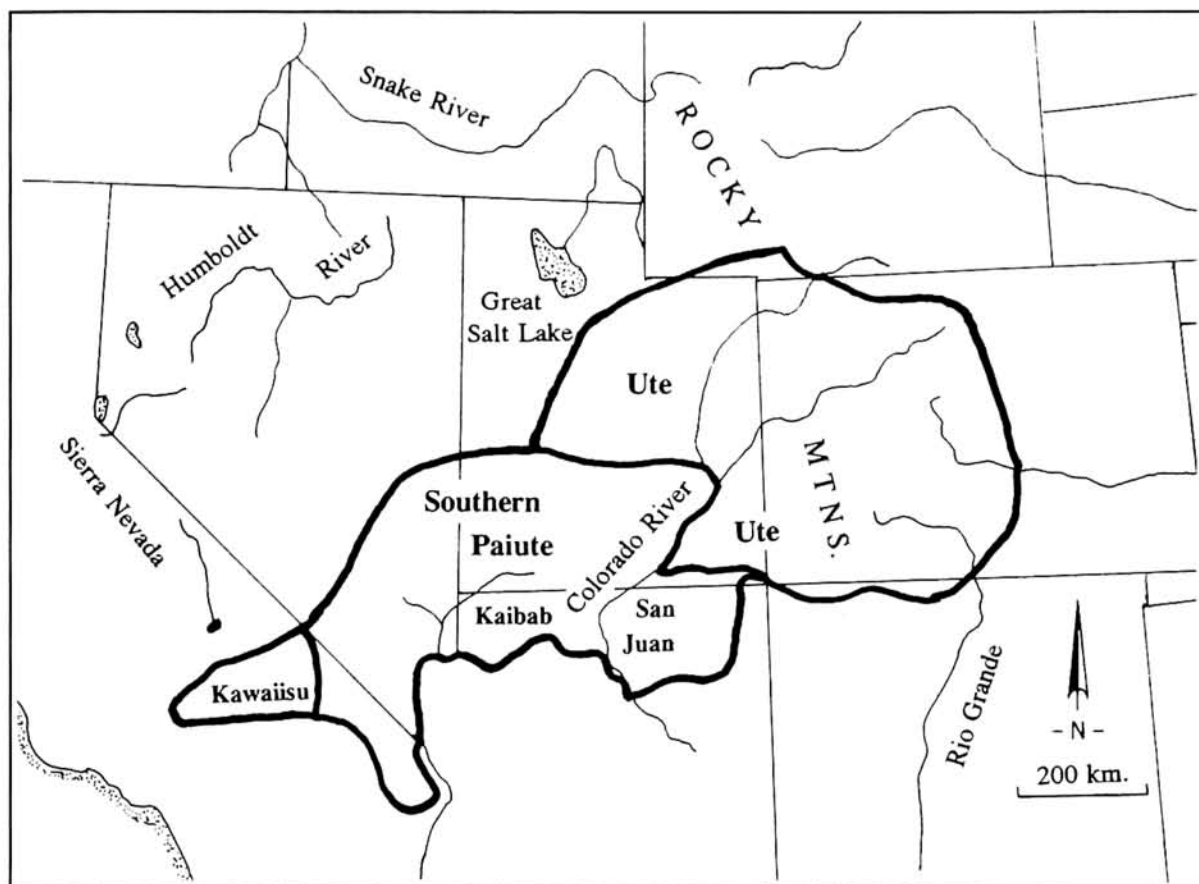 Snake River
ROCKY
Humboldt
River
Great
Salt Lake
Ute
Sierra Nevada
Southern
Paiute
Colorado River
Ute
MTNS.
Kaibab
San
Juan
Kawaiisu
Rio Grande
- N -
200 km.